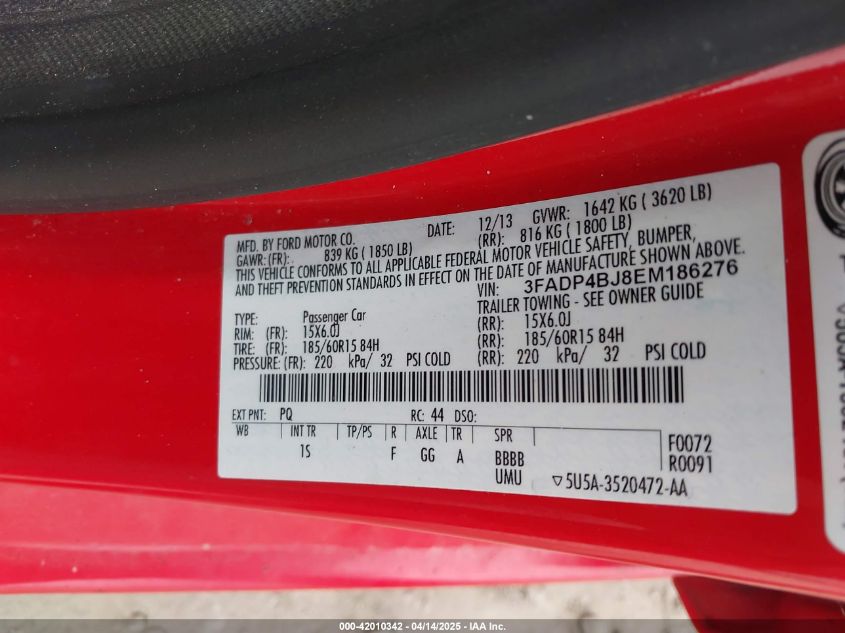 MFD. BY FORD MOTOR CO. DATE: 12/13 GVWR: 1642 KG ( 3620 LB)
GAWR: (FR): 839 KG ( 1850 LB) (RR): 816 KG ( 1800 LB)
THIS VEHICLE CONFORMS TO ALL APPLICABLE FEDERAL MOTOR VEHICLE SAFETY, BUMPER,
AND THEFT PREVENTION STANDARDS IN EFFECT ON THE DATE OF MANUFACTURE SHOWN ABOVE.
VIN: 3FADP4BJ8EM186276
TYPE: Passenger Car TRAILER TOWING - SEE OWNER GUIDE
RIM: (FR): 15X6.0J (RR): 15X6.0J
TIRE: (FR): 185/60R15 84H (RR): 185/60R15 84H
PRESSURE: (FR): 220 kPa/ 32 PSI COLD (RR): 220 kPa/ 32 PSI COLD
EXT PNT: PQ RC: 44 DSO:
WB INT TR TP/PS R AXLE TR SPR
1S F GG A BBBB F0072
UMU R0091
▽5U5A-3520472-AA
000-42010342 - 04/14/2025 - IAA Inc.